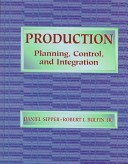 PRODUCTION
Planning, Control,
and Integration
DANIEL SIPPER • ROBERT L. BULFIN, JR.